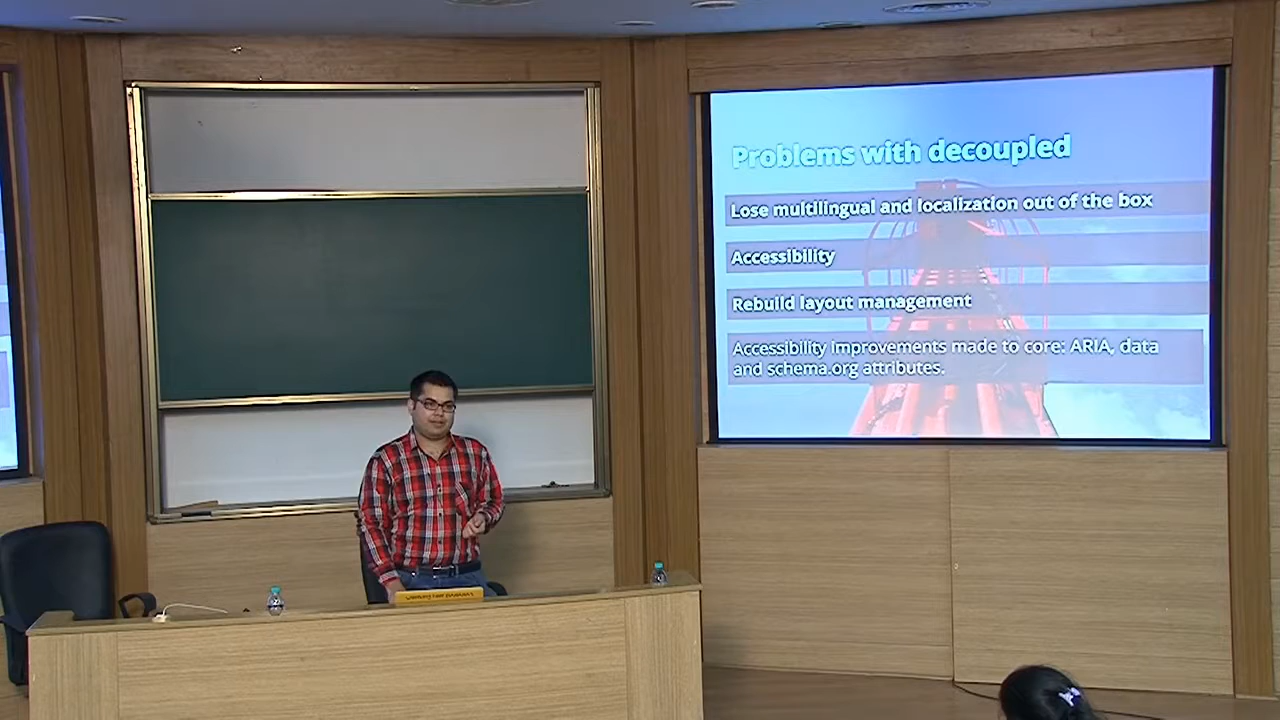 Problems with decoupled
Lose multilingual and localization out of the box
Accessibility
Rebuild layout management
Accessibility improvements made to core: ARIA, data
and schema.org attributes.